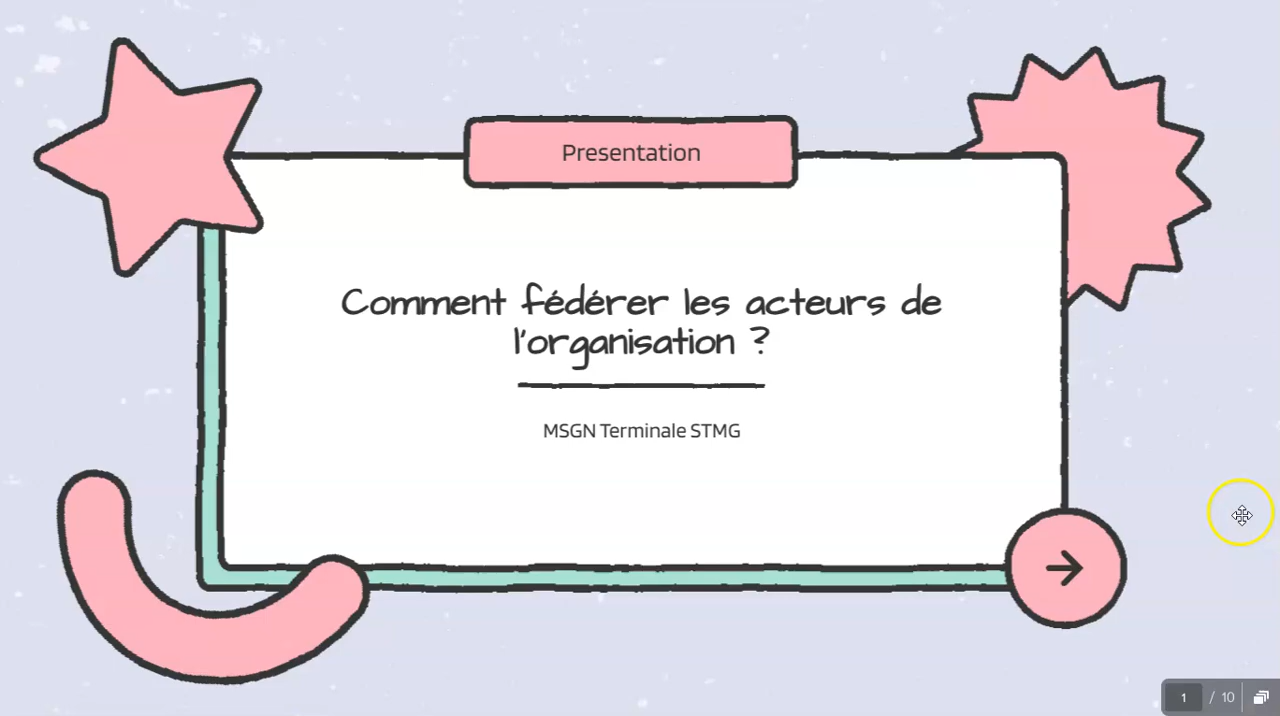 Presentation
Comment fédérer les acteurs de
l'organisation ?
MSGN Terminale STMG
1 / 10